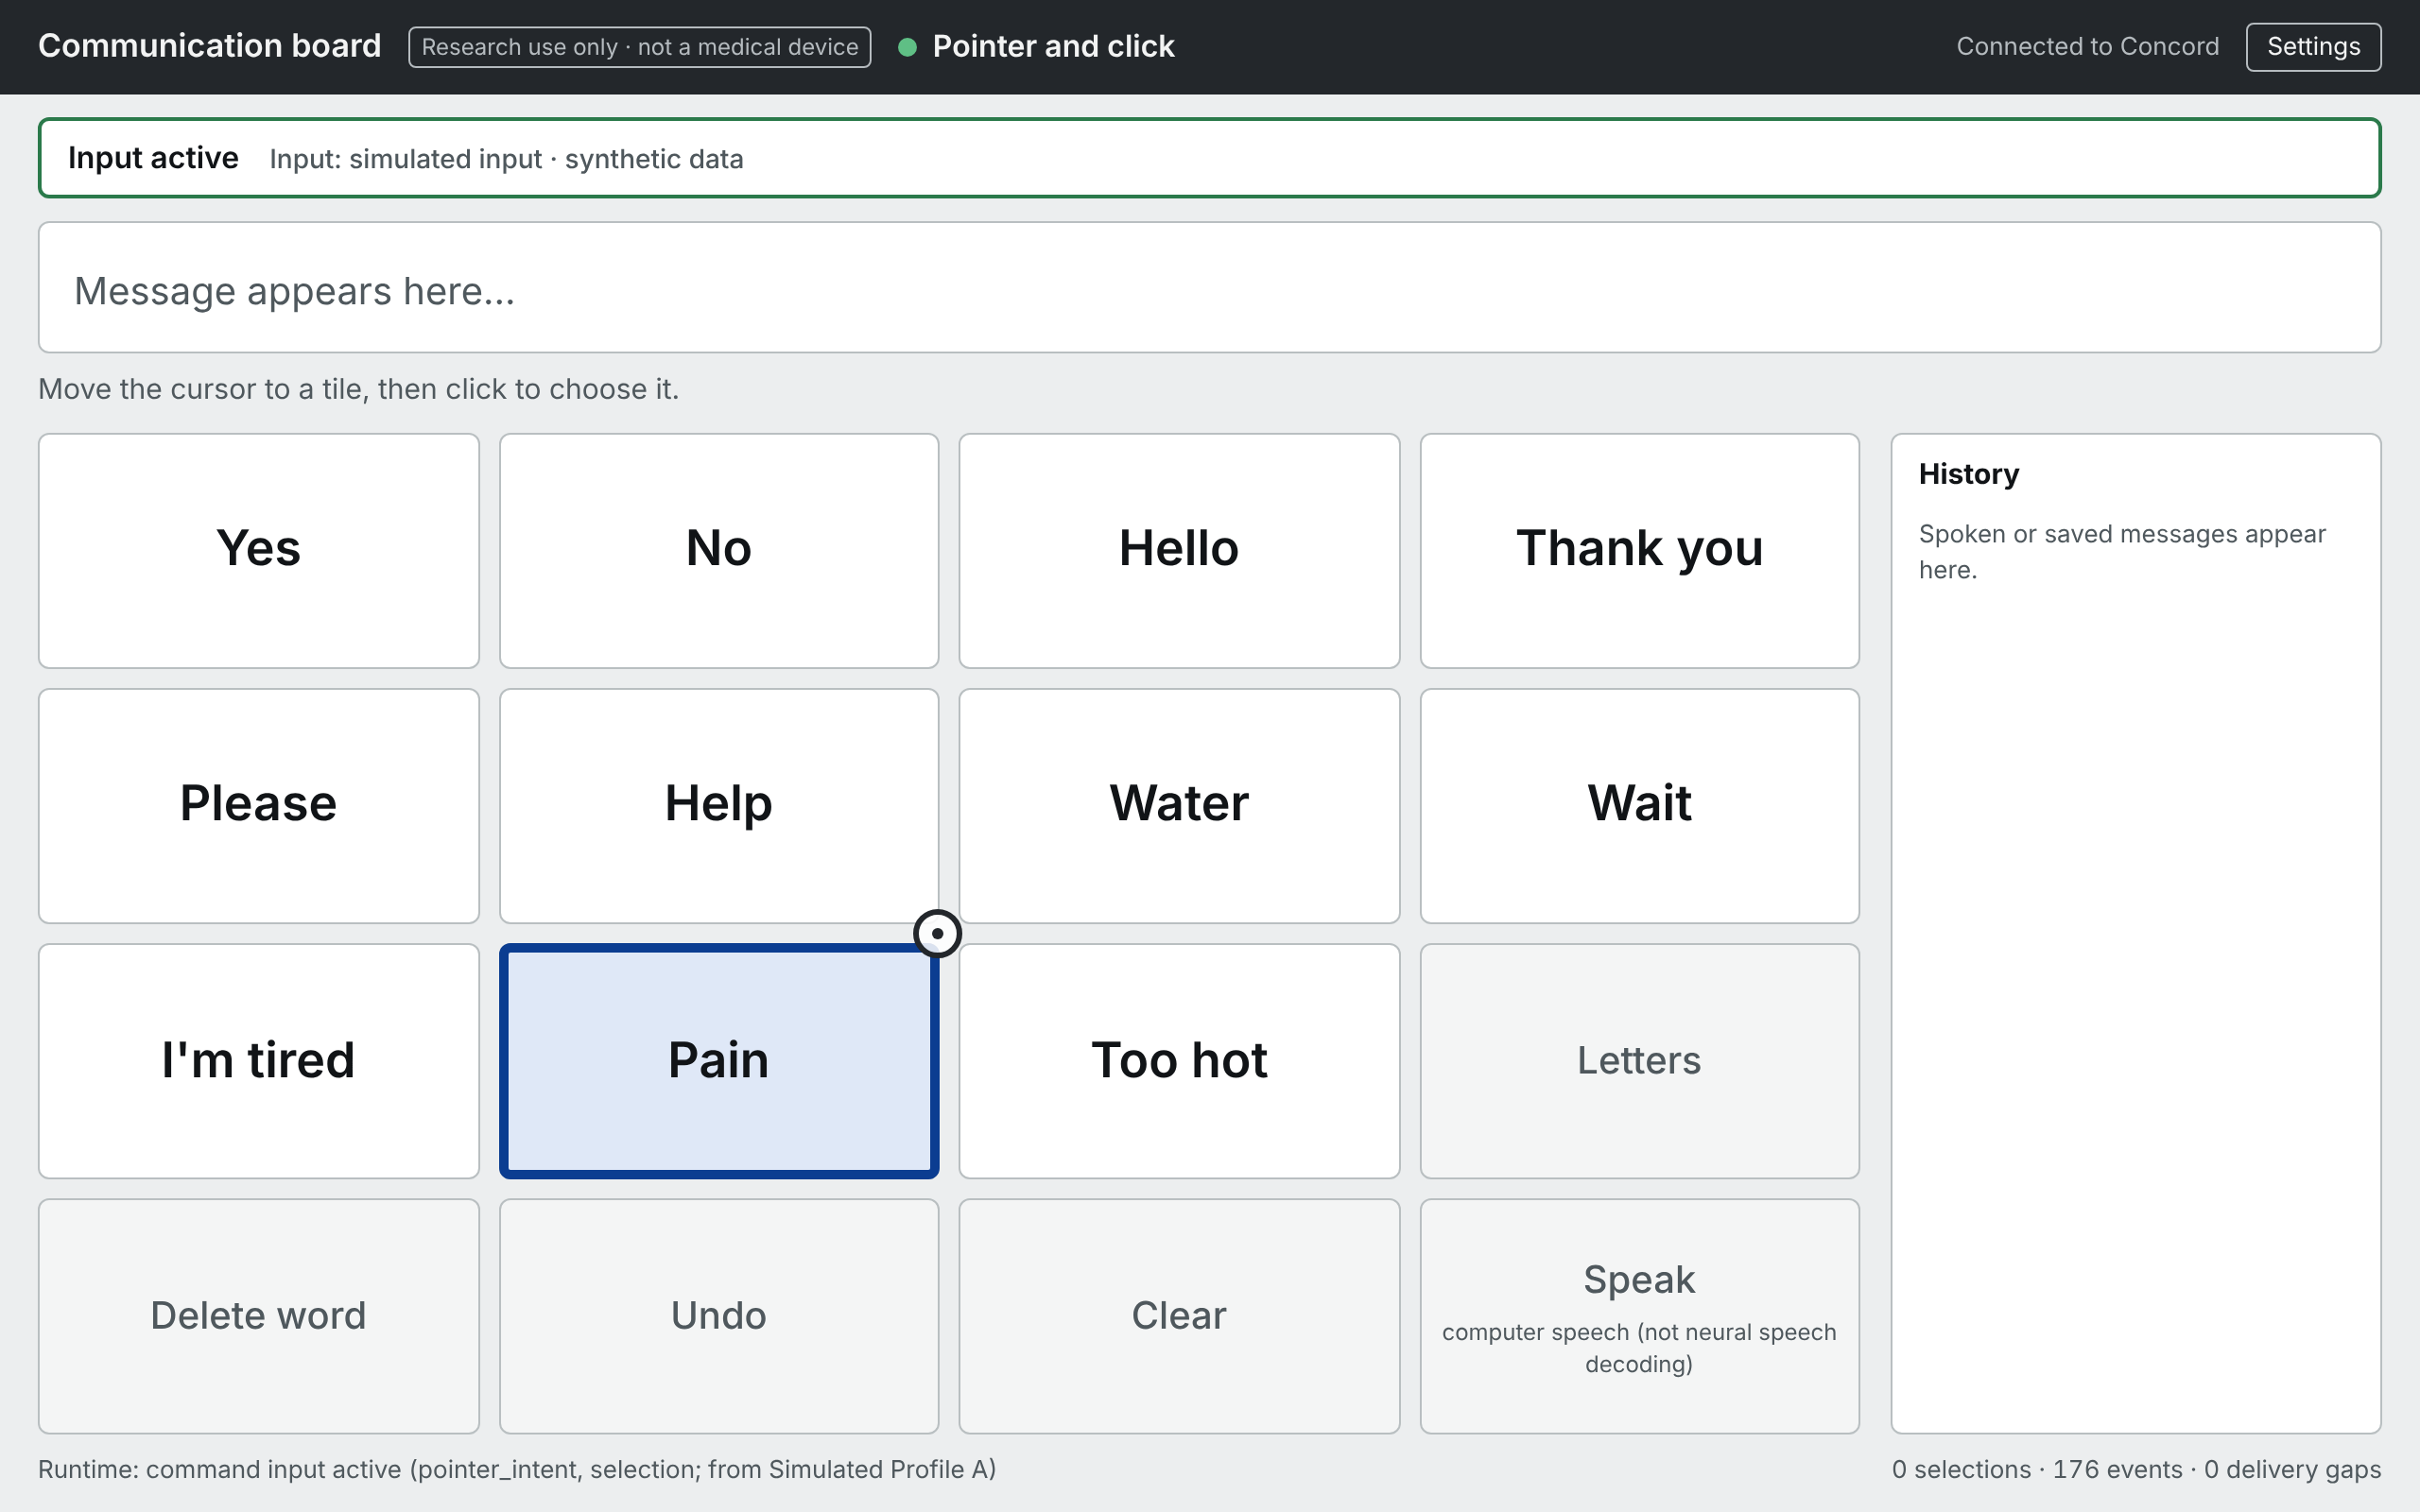 Communication board
Research use only · not a medical device
Pointer and click
Connected to Concord
Settings
Input active
Input: simulated input · synthetic data
Message appears here...
Move the cursor to a tile, then click to choose it.
Yes
No
Hello
Thank you
Please
Help
Water
Wait
I'm tired
Pain
Too hot
Letters
Delete word
Undo
Clear
Speak
computer speech (not neural speech
decoding)
History
Spoken or saved messages appear
here.
Runtime: command input active (pointer_intent, selection; from Simulated Profile A)
0 selections · 176 events · 0 delivery gaps